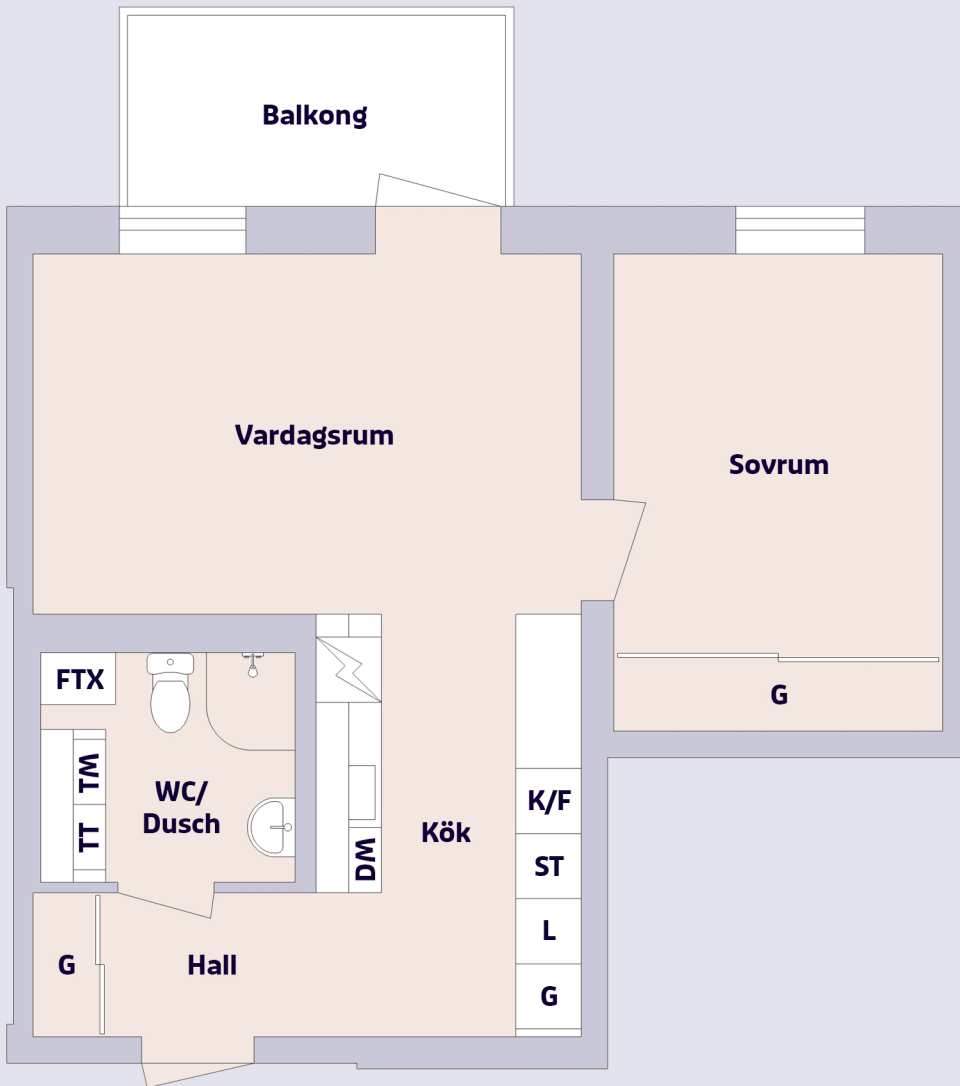 Balkong
Vardagsrum
Sovrum
FTX
G
TM
WC/
Dusch
TT
K/F
Kök
DM
ST
L
G
Hall
G